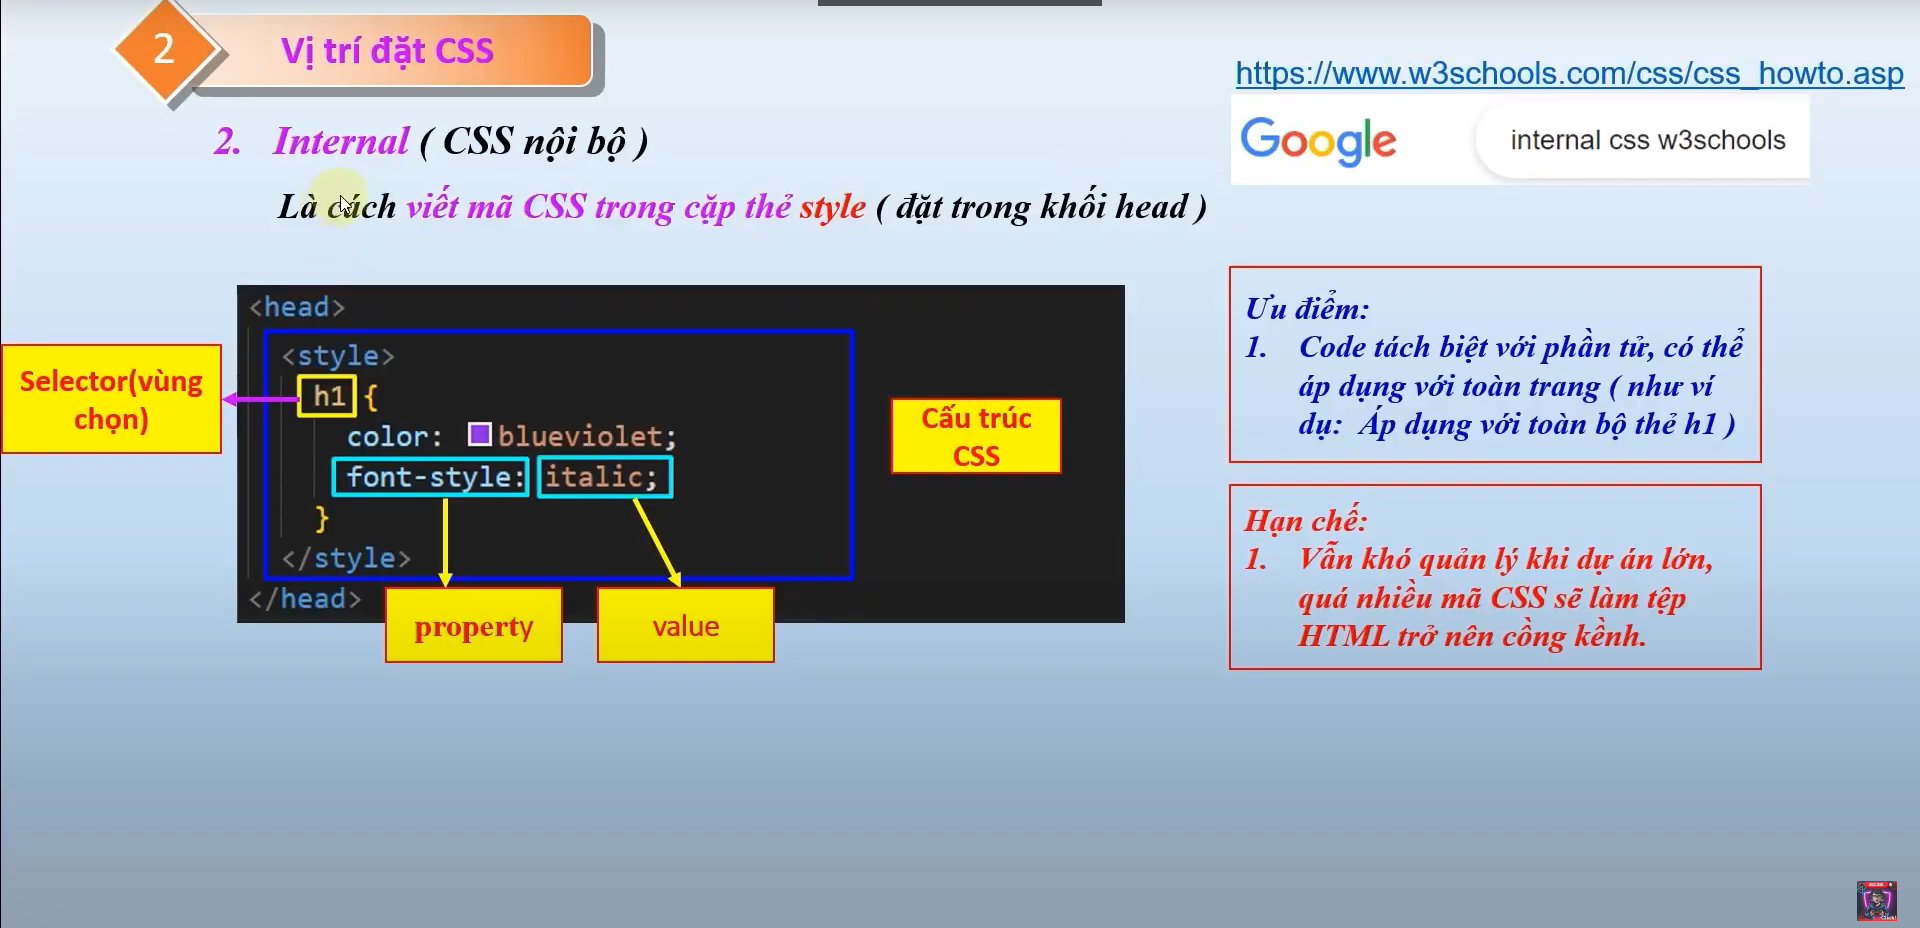 2
Vị trí đặt CSS
https://www.w3schools.com/css/css_howto.asp
Google
internal css w3schools
2. Internal ( CSS nội bộ )
Là cách viết mã CSS trong cặp thẻ style ( đặt trong khối head )
<head>
<style>
h1 {
color: blueviolet;
font-style: italic;
}
</style>
</head>
Selector(vùng
chọn)
Cấu trúc
CSS
property
value
Ưu điểm:
1. Code tách biệt với phần tử, có thể
áp dụng với toàn trang ( như ví
dụ: Áp dụng với toàn bộ thẻ h1 )
Hạn chế:
1. Vẫn khó quản lý khi dự án lớn,
quá nhiều mã CSS sẽ làm tệp
HTML trở nên cồng kềnh.